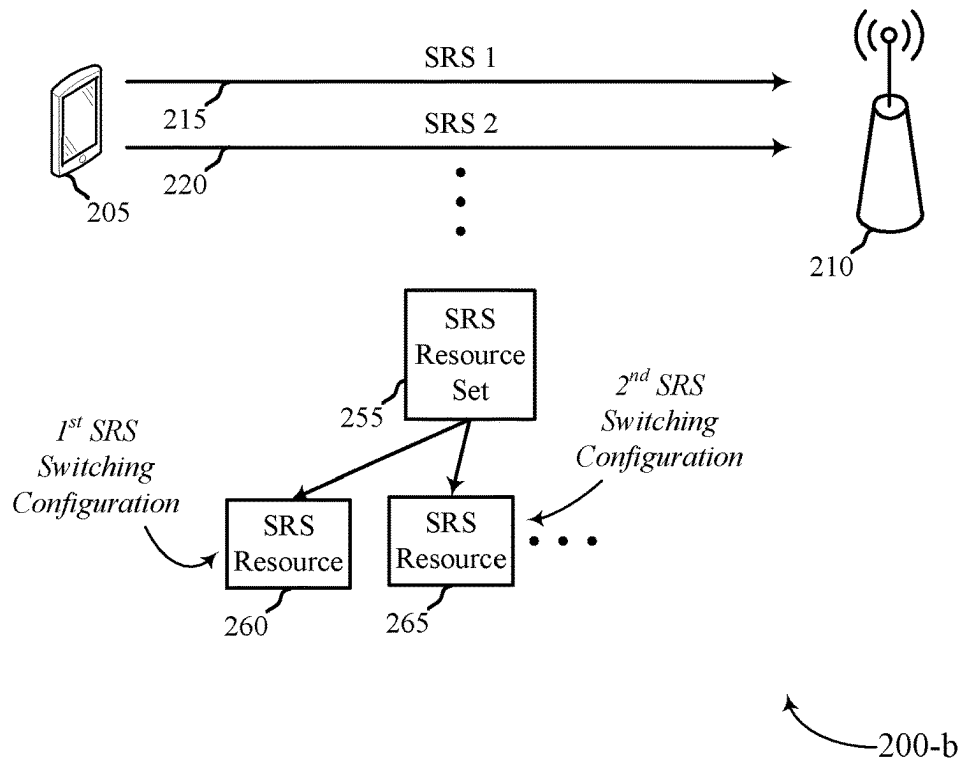 SRS 1
215
SRS 2
220
205
210
SRS
Resource
Set
255
1st SRS
Switching
Configuration
2nd SRS
Switching
Configuration
SRS
Resource
260
SRS
Resource
265
200-b